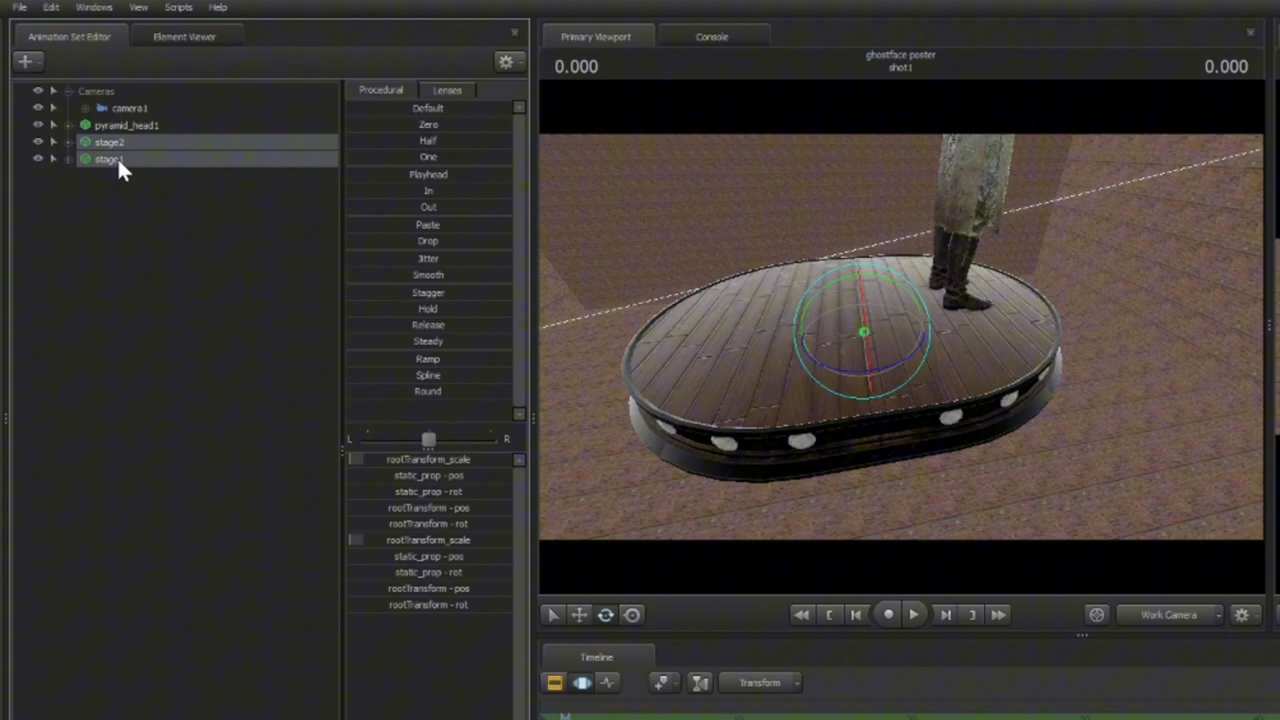 File Edit Windows View Scripts Help
Animation Set Editor Element Viewer
Primary Viewport Console
0.000 ghostface poster 0.000
shot1
Procedural Lenses
Cameras
camera1
pyramid_head1
stage2
stage1
Default
Zero
Half
One
Playhead
In
Out
Paste
Drop
Jitter
Smooth
Stagger
Hold
Release
Steady
Ramp
Spline
Round
L R
rootTransform_scale
static_prop - pos
static_prop - rot
rootTransform - pos
rootTransform - rot
rootTransform_scale
static_prop - pos
static_prop - rot
rootTransform - pos
rootTransform - rot
Work Camera
Timeline
Transform